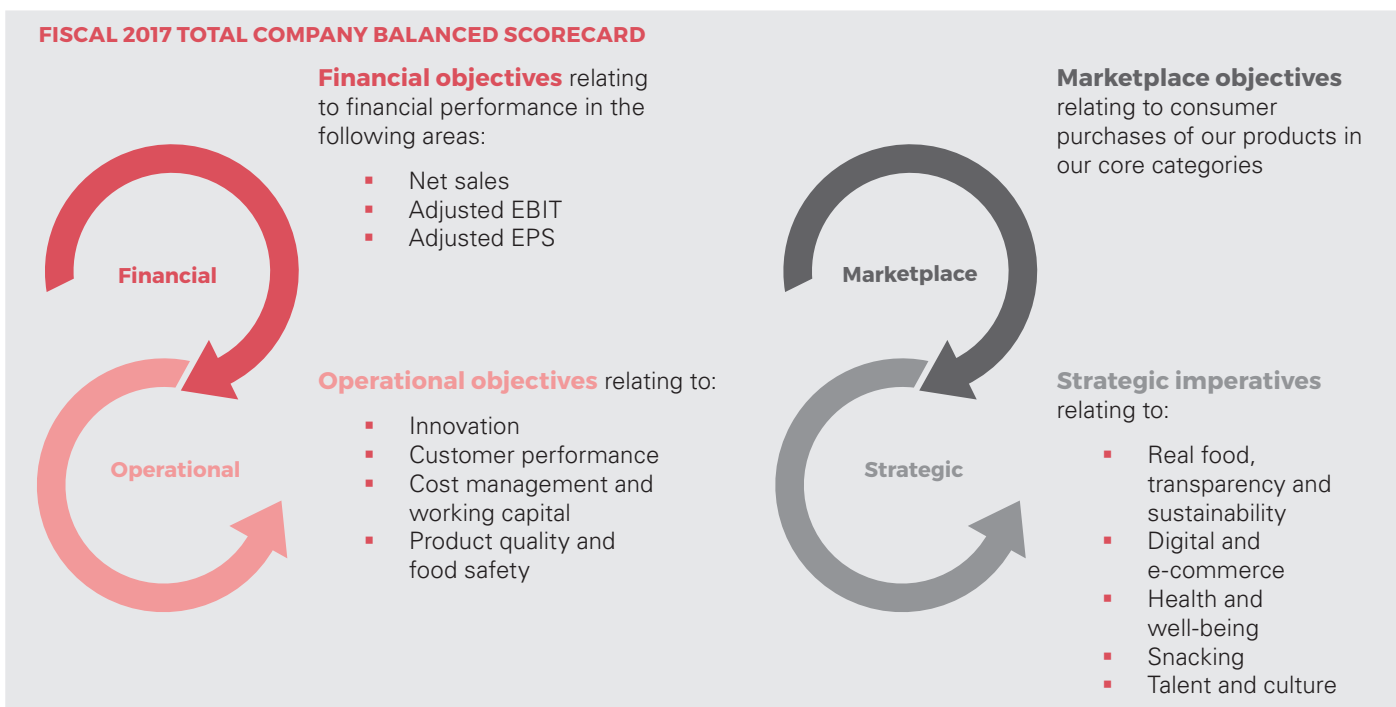 FISCAL 2017 TOTAL COMPANY BALANCED SCORECARD
Financial objectives relating
to financial performance in the
following areas:
▪ Net sales
▪ Adjusted EBIT
▪ Adjusted EPS
Financial
Operational objectives relating to:
▪ Innovation
▪ Customer performance
▪ Cost management and
working capital
▪ Product quality and
food safety
Operational
Marketplace objectives
relating to consumer
purchases of our products in
our core categories
Marketplace
Strategic imperatives
relating to:
▪ Real food,
transparency and
sustainability
▪ Digital and
e-commerce
▪ Health and
well-being
▪ Snacking
▪ Talent and culture
Strategic